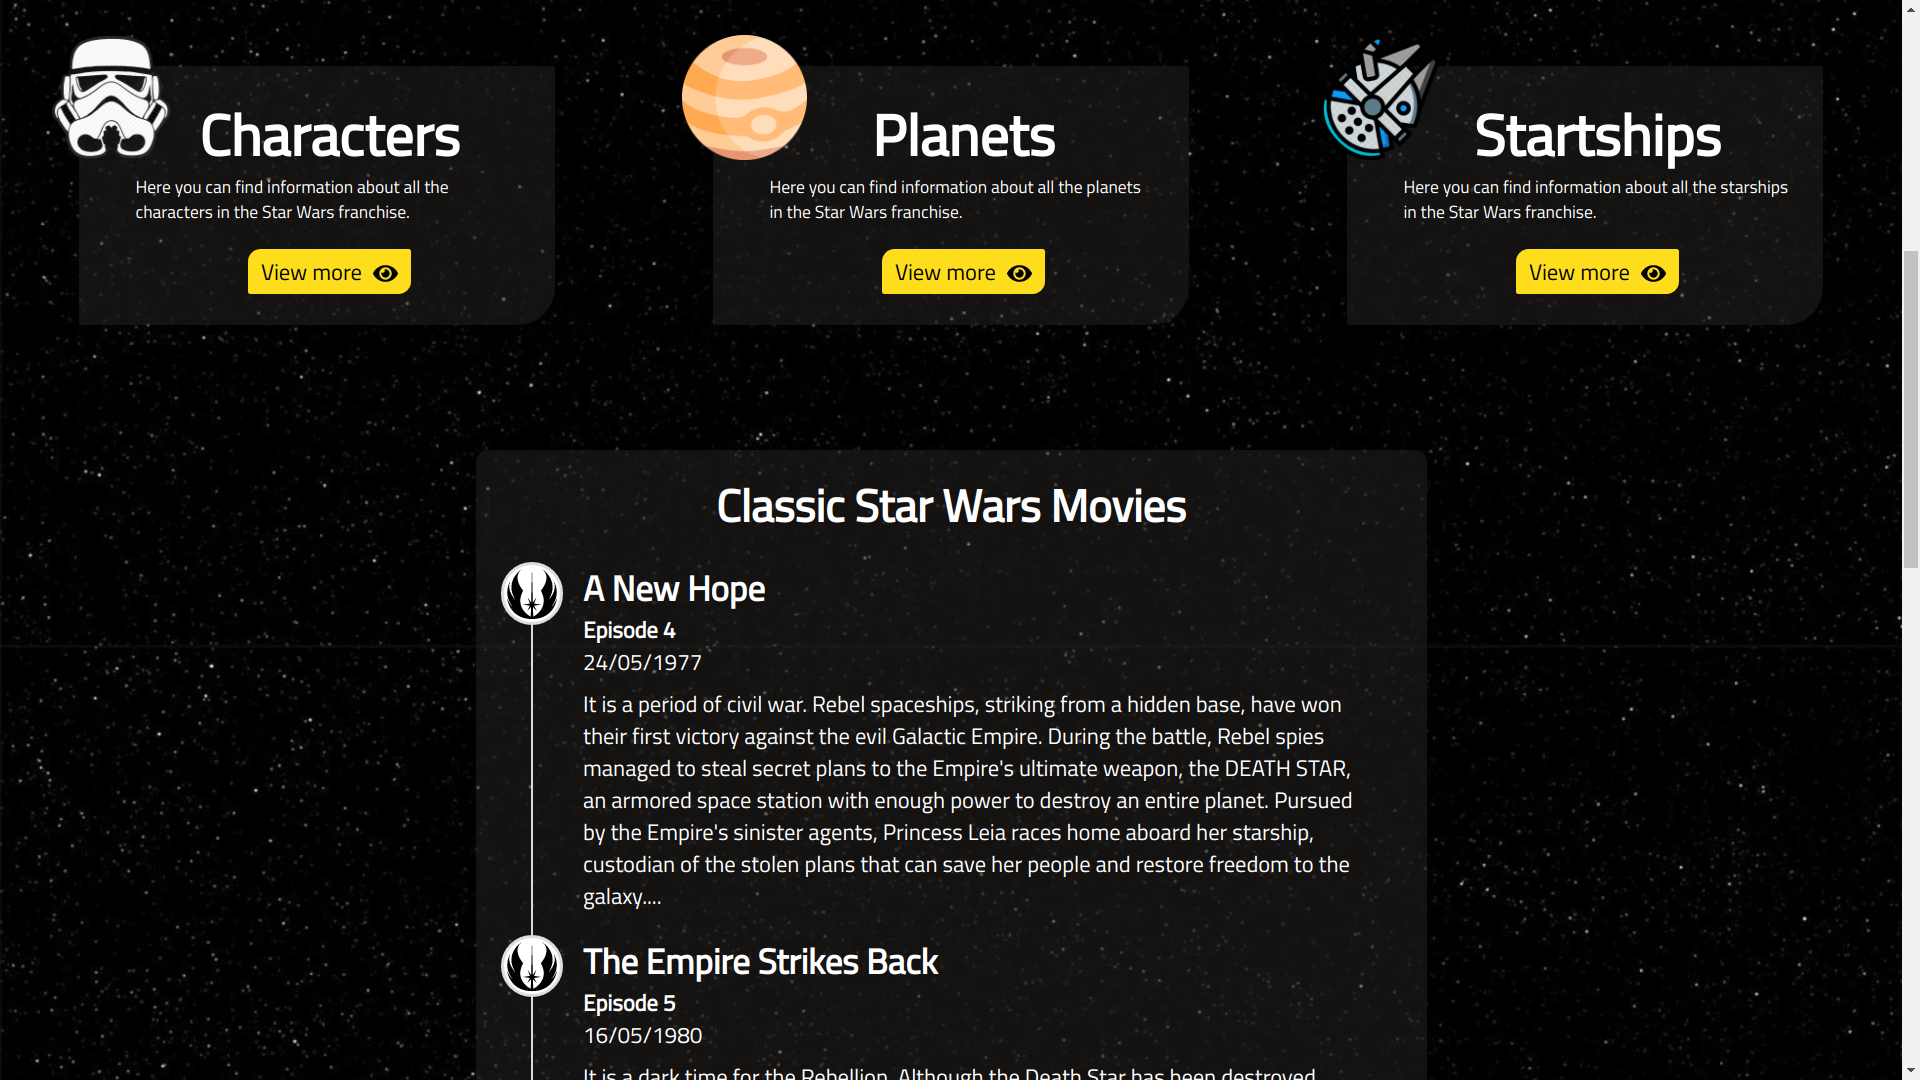 Characters
Here you can find information about all the
characters in the Star Wars franchise.
View more
Planets
Here you can find information about all the planets
in the Star Wars franchise.
View more
Startships
Here you can find information about all the starships
in the Star Wars franchise.
View more
Classic Star Wars Movies
A New Hope
Episode 4
24/05/1977
It is a period of civil war. Rebel spaceships, striking from a hidden base, have won
their first victory against the evil Galactic Empire. During the battle, Rebel spies
managed to steal secret plans to the Empire's ultimate weapon, the DEATH STAR,
an armored space station with enough power to destroy an entire planet. Pursued
by the Empire's sinister agents, Princess Leia races home aboard her starship,
custodian of the stolen plans that can save her people and restore freedom to the
galaxy....
The Empire Strikes Back
Episode 5
16/05/1980
It is a dark time for the Rebellion. Although the Death Star has been destroyed,